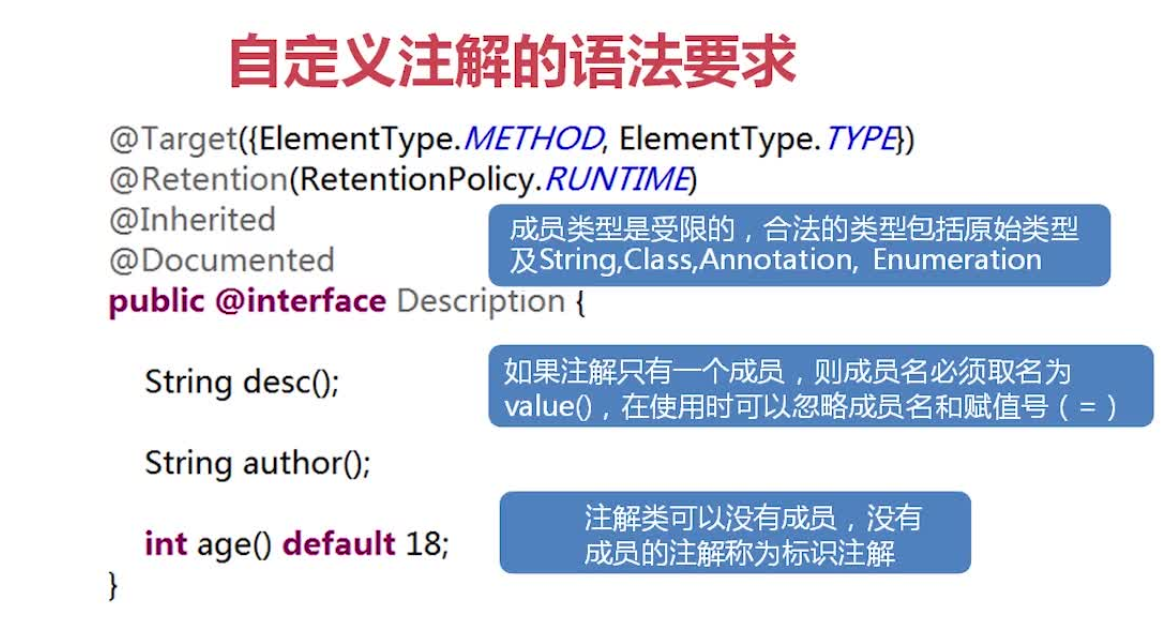 自定义注解的语法要求
@Target({ElementType.METHOD, ElementType.TYPE})
@Retention(RetentionPolicy.RUNTIME)
@Inherited
@Documented
成员类型是受限的，合法的类型包括原始类型
及String,Class,Annotation, Enumeration
public @interface Description {
String desc();
如果注解只有一个成员，则成员名必须取名为
value()，在使用时可以忽略成员名和赋值号（=）
String author();
注解类可以没有成员，没有
成员的注解称为标识注解
int age() default 18;
}